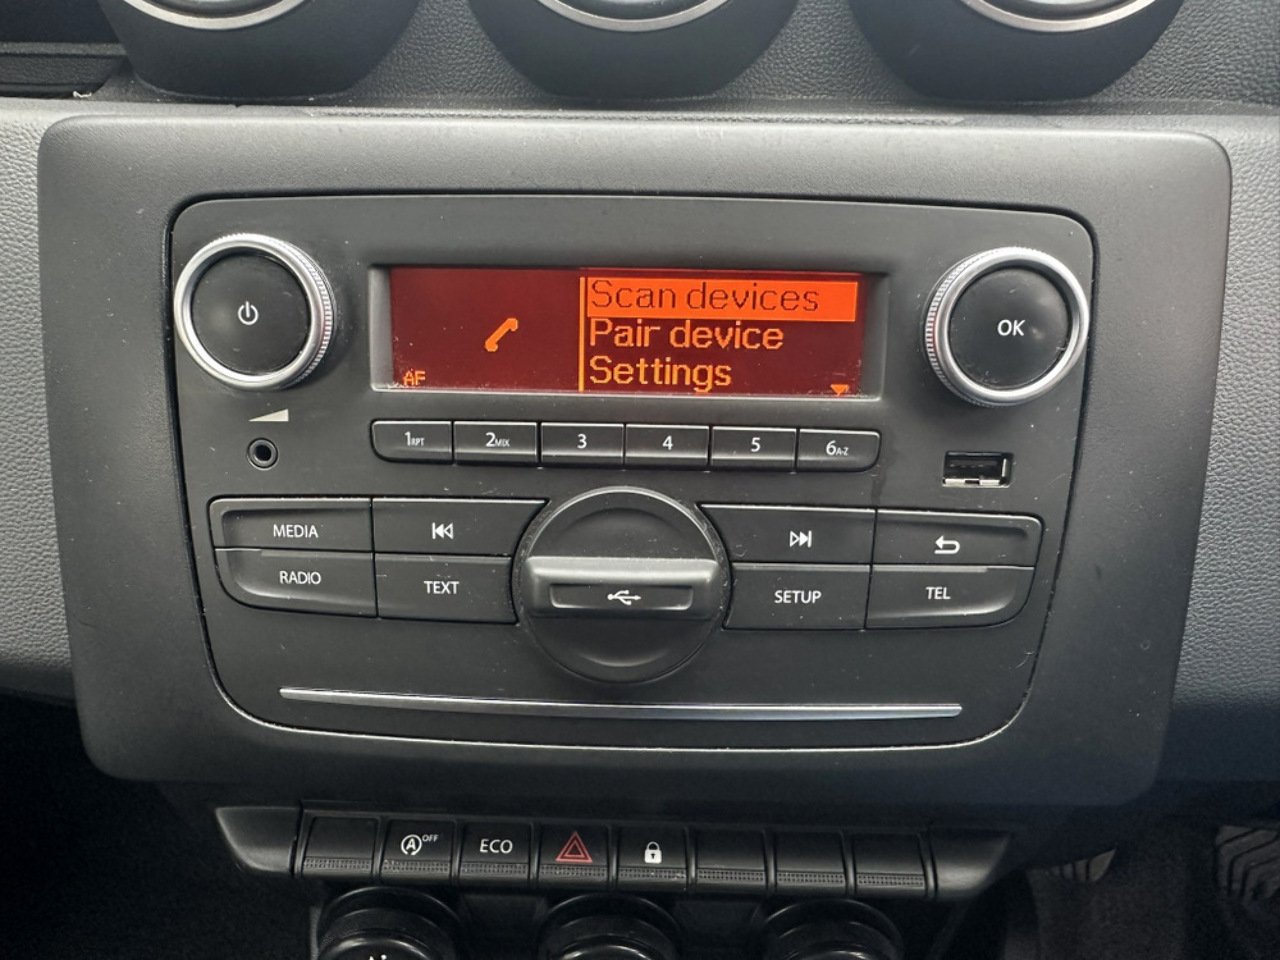 Scan devices
Pair device
Settings
AF
OK
1RPT 2MIX 3 4 5 6A-Z
MEDIA
RADIO
TEXT
SETUP
TEL
A OFF
ECO